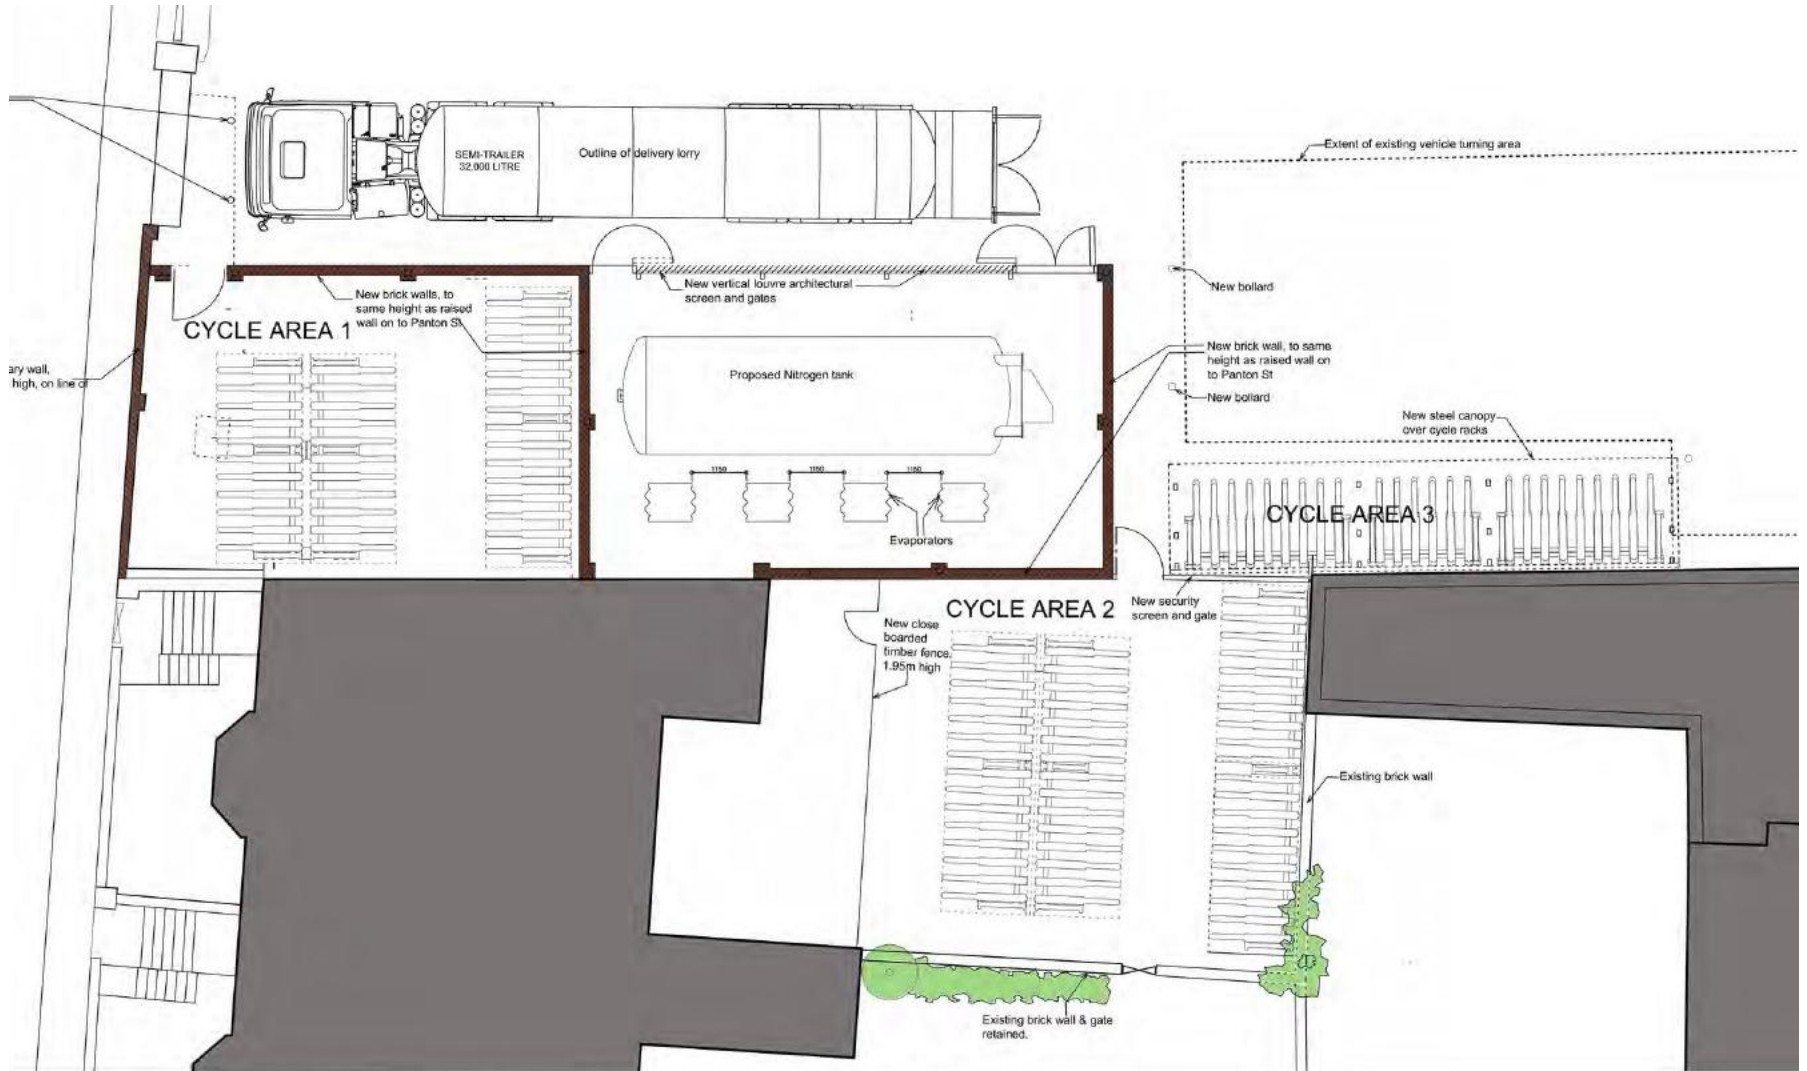 Extent of existing vehicle turning area
SEMI-TRAILER
32,000 LITRE
Outline of delivery lorry
New bollard
New vertical louvre architectural
screen and gates
New brick walls, to
same height as raised
wall on to Panton St
CYCLE AREA 1
ary wall,
high, on line of
Proposed Nitrogen tank
New brick wall, to same
height as raised wall on
to Panton St
New bollard
New steel canopy
over cycle racks
1150
1150
1150
CYCLE AREA 3
Evaporators
CYCLE AREA 2
New security
screen and gate
New close
boarded
timber fence,
1.95m high
Existing brick wall
Existing brick wall & gate
retained.